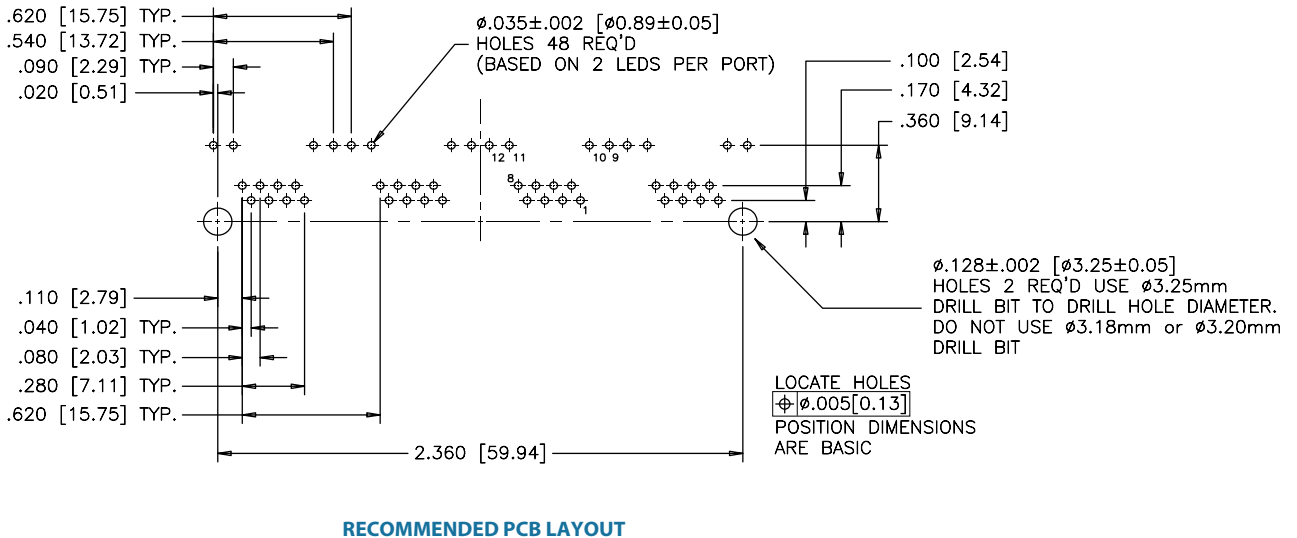 .620 [15.75] TYP.
.540 [13.72] TYP.
.090 [2.29] TYP.
.020 [0.51]
ø.035±.002 [ø0.89±0.05]
HOLES 48 REQ'D
(BASED ON 2 LEDS PER PORT)
.100 [2.54]
.170 [4.32]
.360 [9.14]
12 11
10 9
8
1
.110 [2.79]
.040 [1.02] TYP.
.080 [2.03] TYP.
.280 [7.11] TYP.
.620 [15.75] TYP.
2.360 [59.94]
ø.128±.002 [ø3.25±0.05]
HOLES 2 REQ'D USE ø3.25mm
DRILL BIT TO DRILL HOLE DIAMETER.
DO NOT USE ø3.18mm or ø3.20mm
DRILL BIT
LOCATE HOLES
⌖ ø.005[0.13]
POSITION DIMENSIONS
ARE BASIC
RECOMMENDED PCB LAYOUT